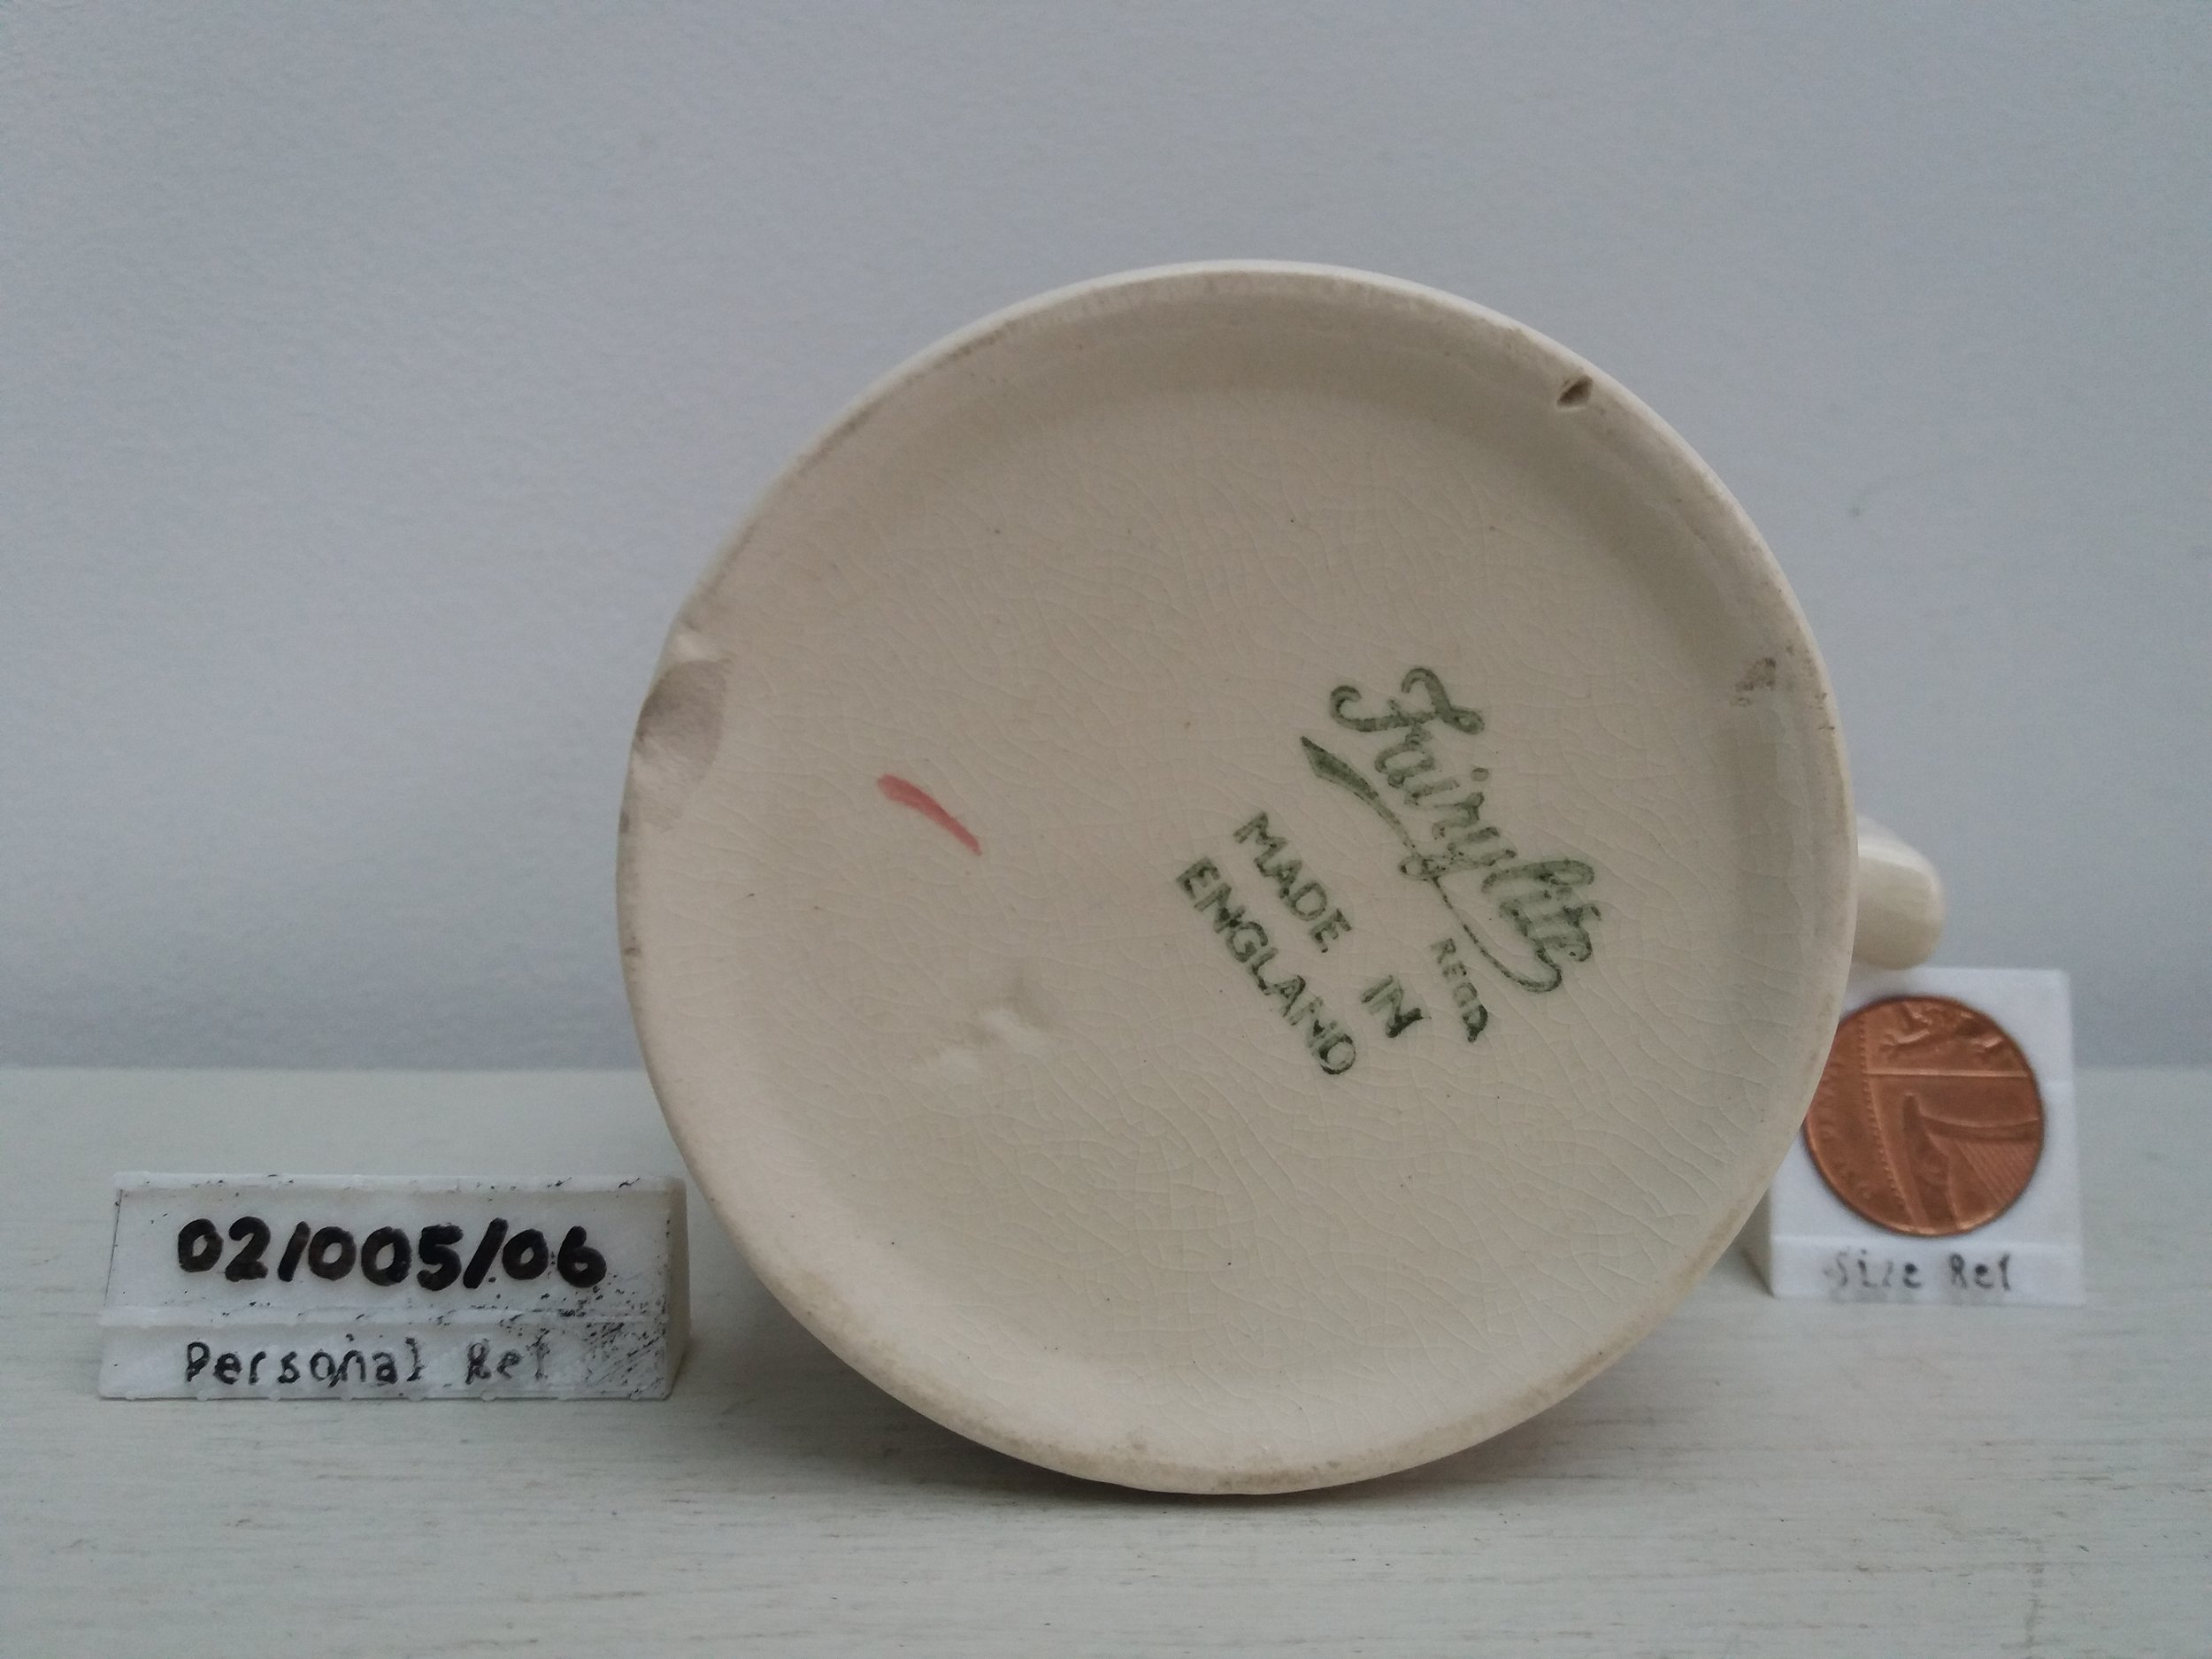 Fairylite
REGD
MADE IN
ENGLAND
02/005/06
Personal Ref
Size Ref